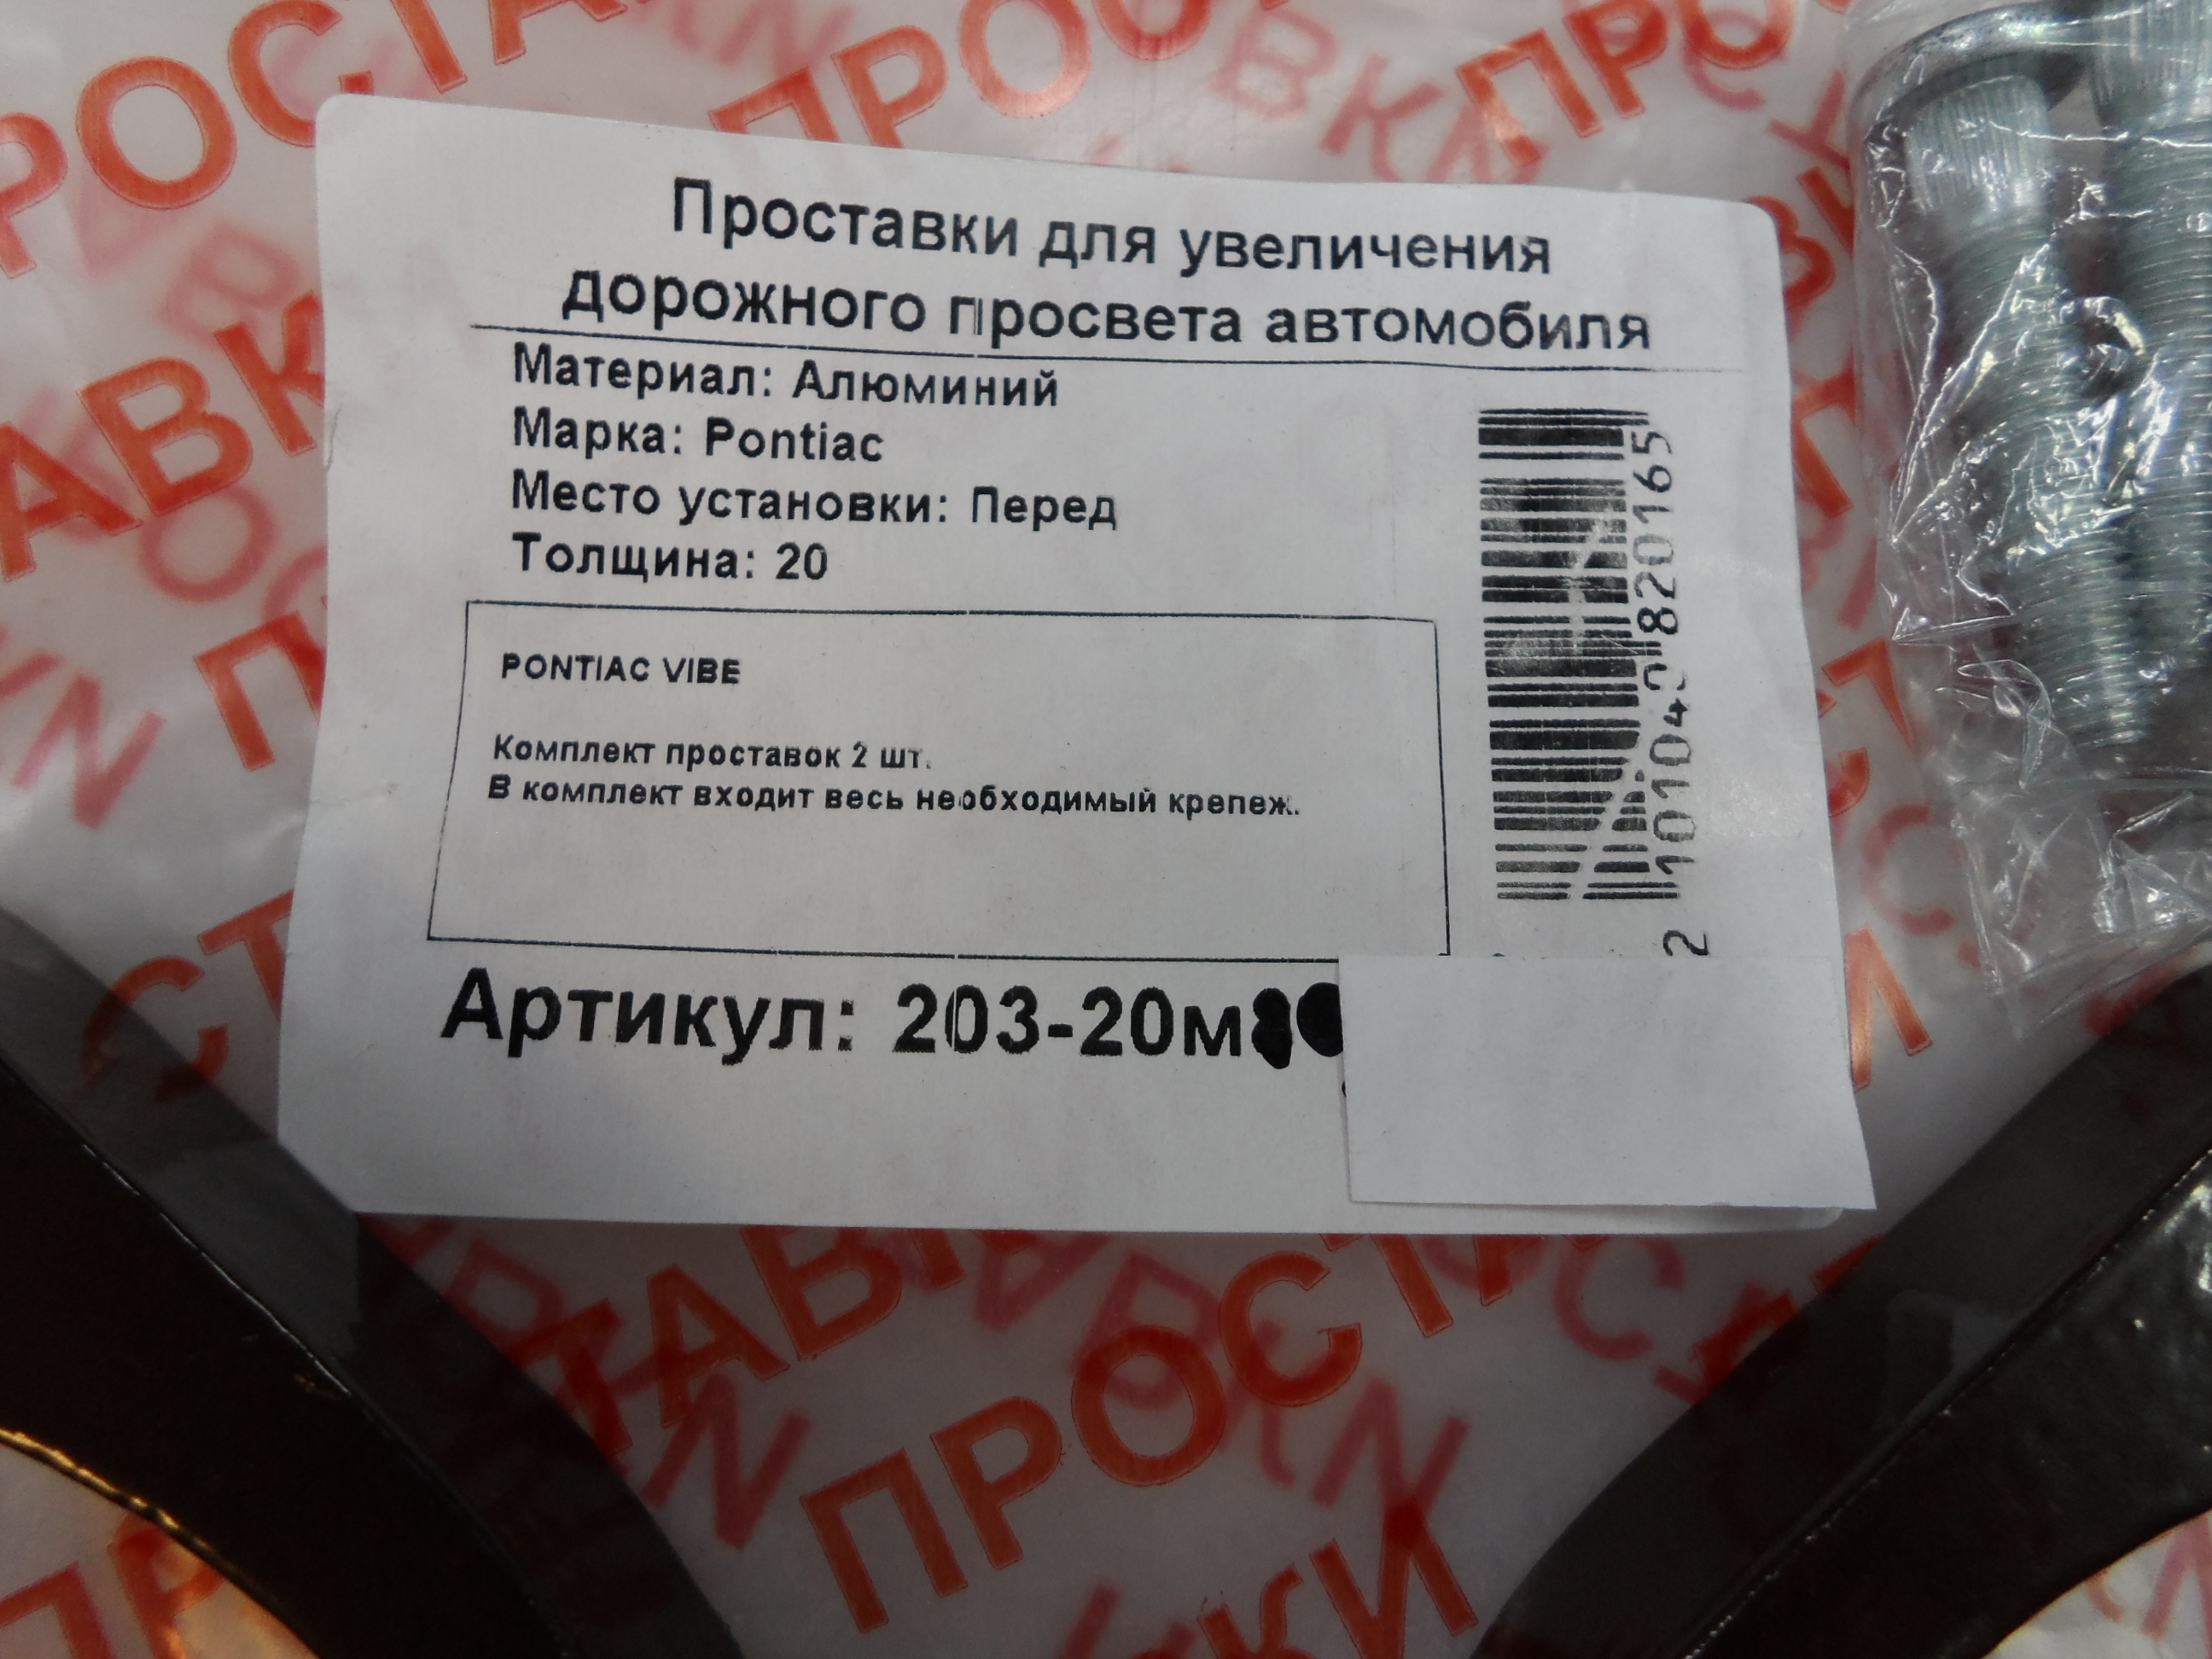 Проставки для увеличения
дорожного просвета автомобиля
Материал: Алюминий
Марка: Pontiac
Место установки: Перед
Толщина: 20
PONTIAC VIBE
Комплект проставок 2 шт.
В комплект входит весь необходимый крепеж.
Артикул: 203-20м
ПРОСТА